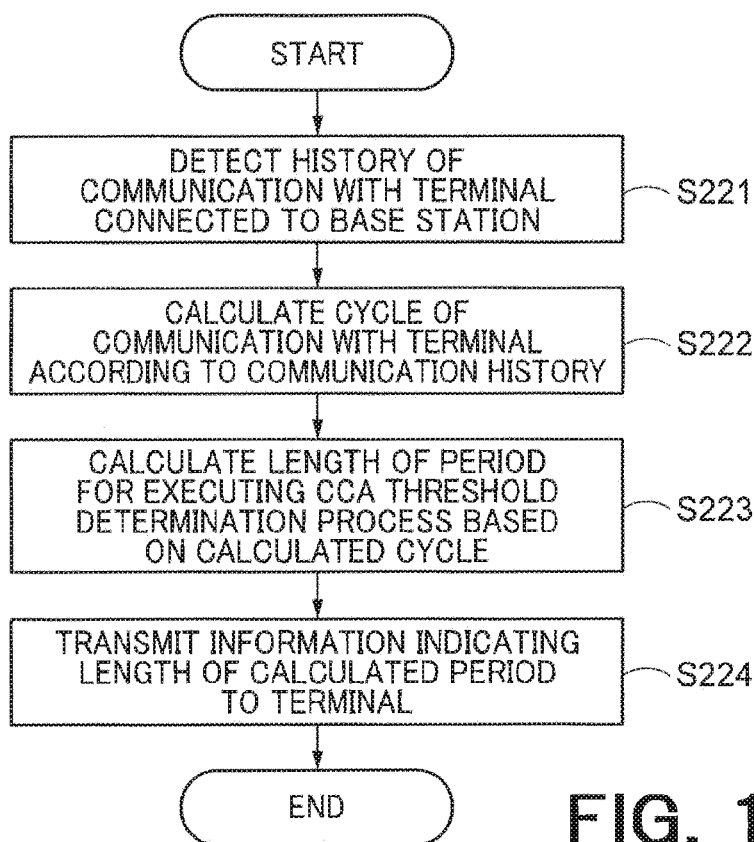 START
DETECT HISTORY OF
COMMUNICATION WITH TERMINAL
CONNECTED TO BASE STATION
S221
CALCULATE CYCLE OF
COMMUNICATION WITH TERMINAL
ACCORDING TO COMMUNICATION HISTORY
S222
CALCULATE LENGTH OF PERIOD
FOR EXECUTING CCA THRESHOLD
DETERMINATION PROCESS BASED
ON CALCULATED CYCLE
S223
TRANSMIT INFORMATION INDICATING
LENGTH OF CALCULATED PERIOD
TO TERMINAL
S224
END
FIG. 1